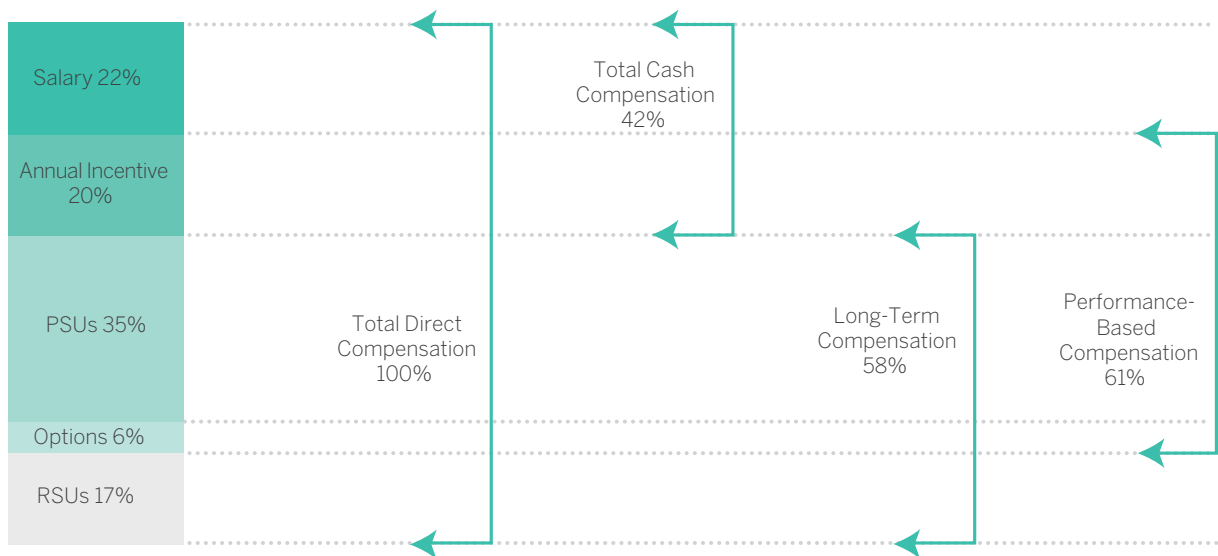 Salary 22%
Annual Incentive
20%
PSUs 35%
Options 6%
RSUs 17%
Total Direct
Compensation
100%
Total Cash
Compensation
42%
Long-Term
Compensation
58%
Performance-
Based
Compensation
61%